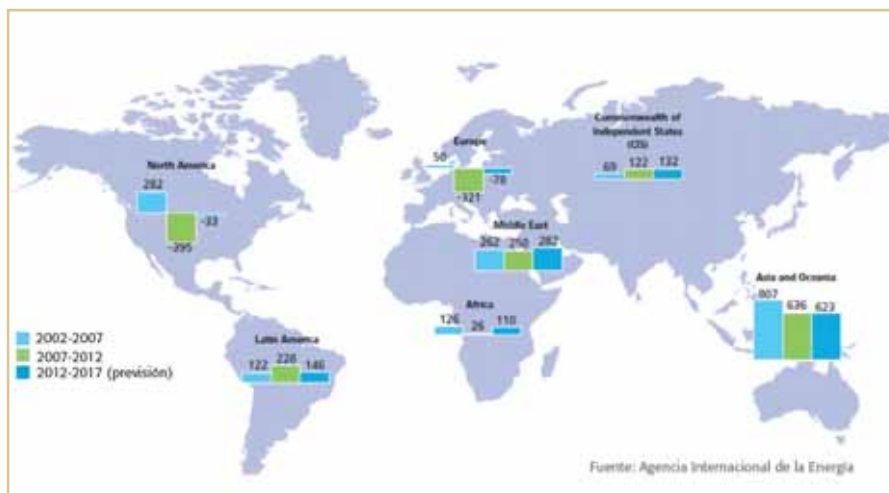 Commonwealth of
Independent States
(CIS)
69 122 132
Europe
50
-321
-78
North America
282
-395
-33
Middle East
262 250 282
Asia and Oceania
807
636 623
Africa
126 26 110
Latin America
122 228 146
2002-2007
2007-2012
2012-2017 (previsión)
Fuente: Agencia Internacional de la Energía